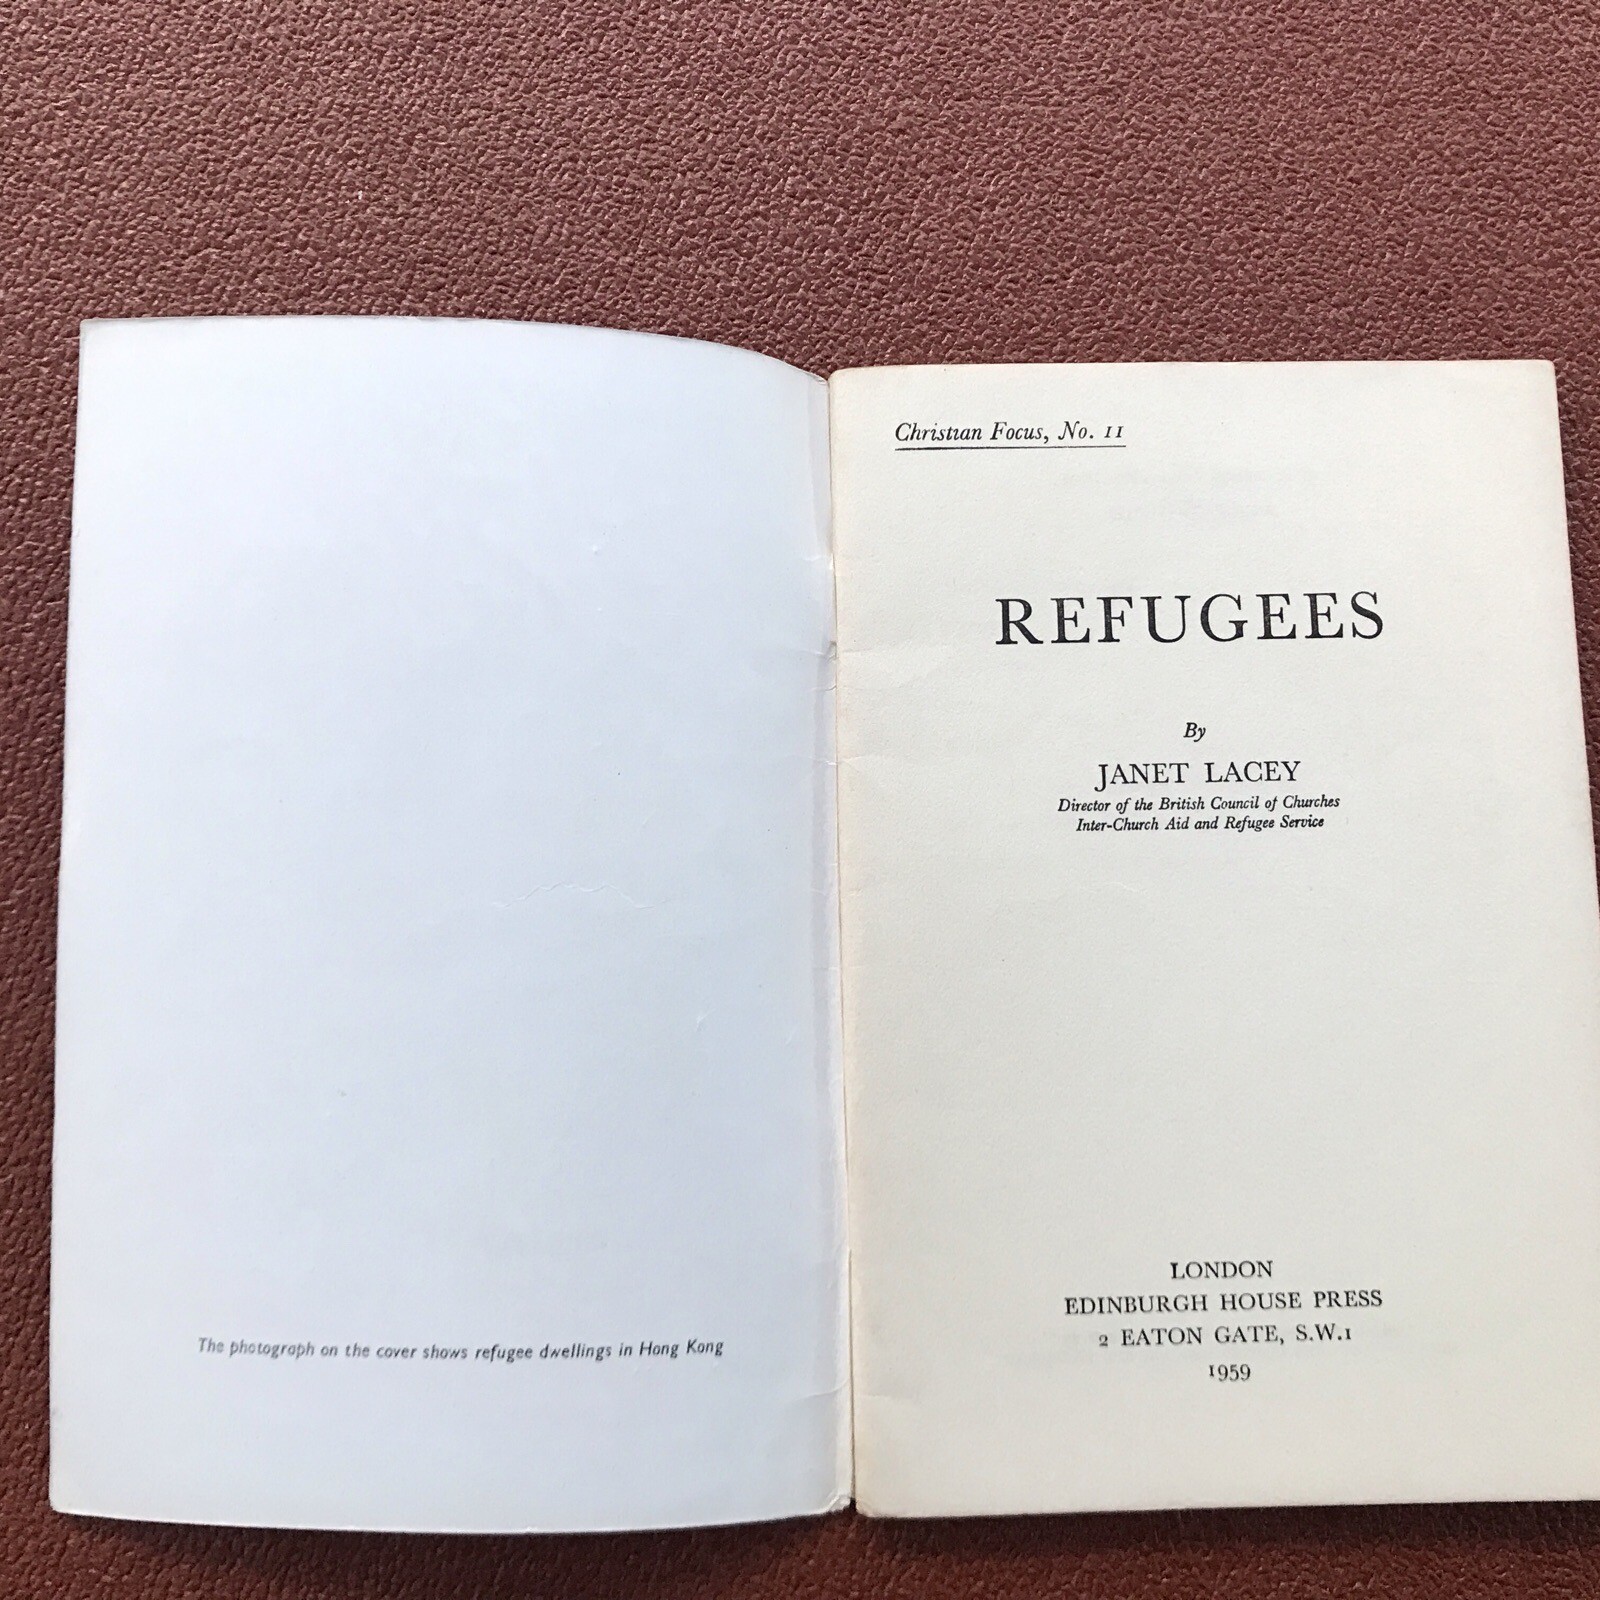 The photograph on the cover shows refugee dwellings in Hong Kong
Christian Focus, No. 11
REFUGEES
By
JANET LACEY
Director of the British Council of Churches
Inter-Church Aid and Refugee Service
LONDON
EDINBURGH HOUSE PRESS
2 EATON GATE, S.W.1
1959